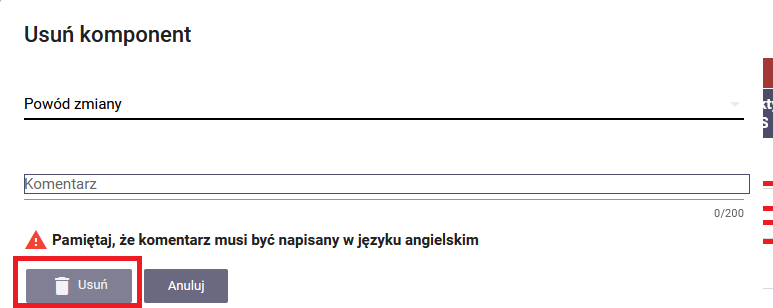 Usuń komponent
Powód zmiany
Komentarz
0/200
Pamiętaj, że komentarz musi być napisany w języku angielskim
Usuń
Anuluj